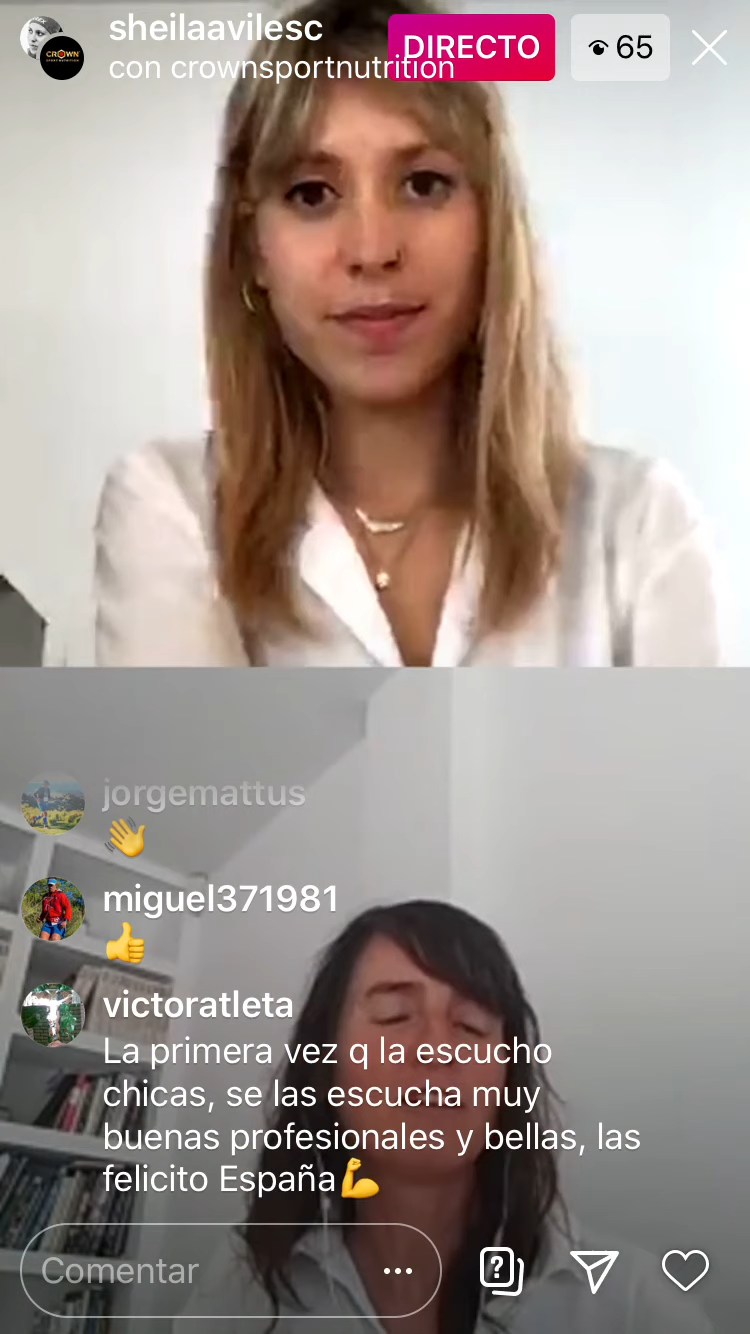 sheilaavilesc
con crownsportnutrition
DIRECTO
65
CROWN
jorgemattus
👋
miguel371981
👍
victoratleta
La primera vez q la escucho
chicas, se las escucha muy
buenas profesionales y bellas, las
felicito España💪
Comentar